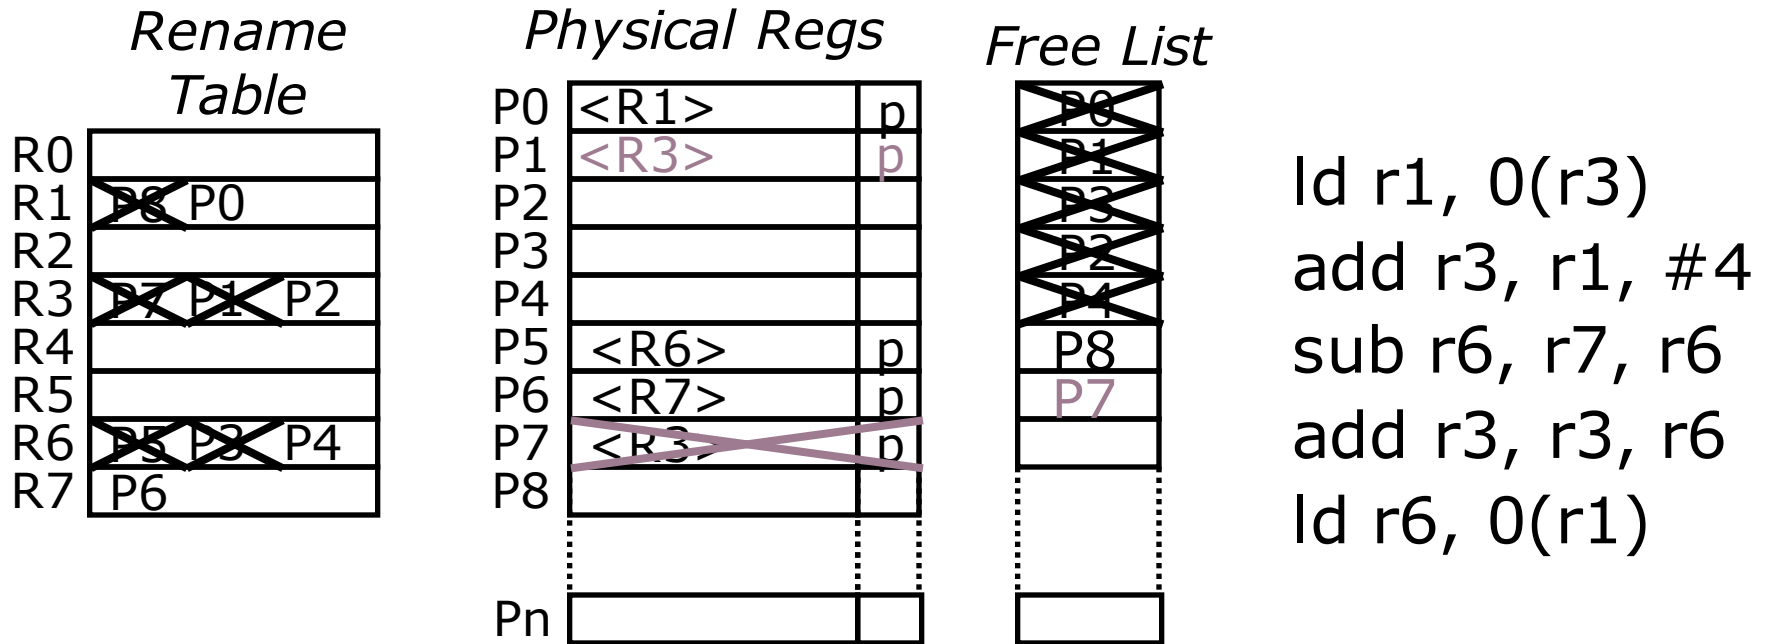 Rename
Table
R0
R1 P8 P0
R2
R3 P7 P1 P2
R4
R5
R6 P5 P3 P4
R7 P6
Physical Regs
P0 <R1> p
P1 <R3> p
P2
P3
P4
P5 <R6> p
P6 <R7> p
P7 <R3> p
P8
Pn
Free List
P0
P1
P3
P2
P4
P8
P7
ld r1, 0(r3)
add r3, r1, #4
sub r6, r7, r6
add r3, r3, r6
ld r6, 0(r1)